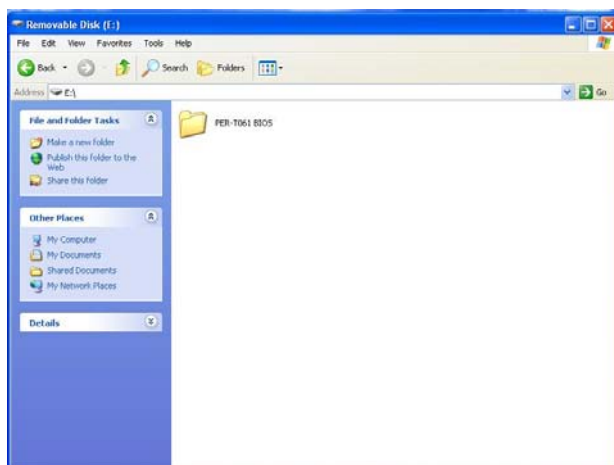 Removable Disk (E:)
File Edit View Favorites Tools Help
Back Search Folders
Address E:\ Go
File and Folder Tasks
Make a new folder
Publish this folder to the
Web
Share this folder
Other Places
My Computer
My Documents
Shared Documents
My Network Places
Details
PER-T061 BIOS